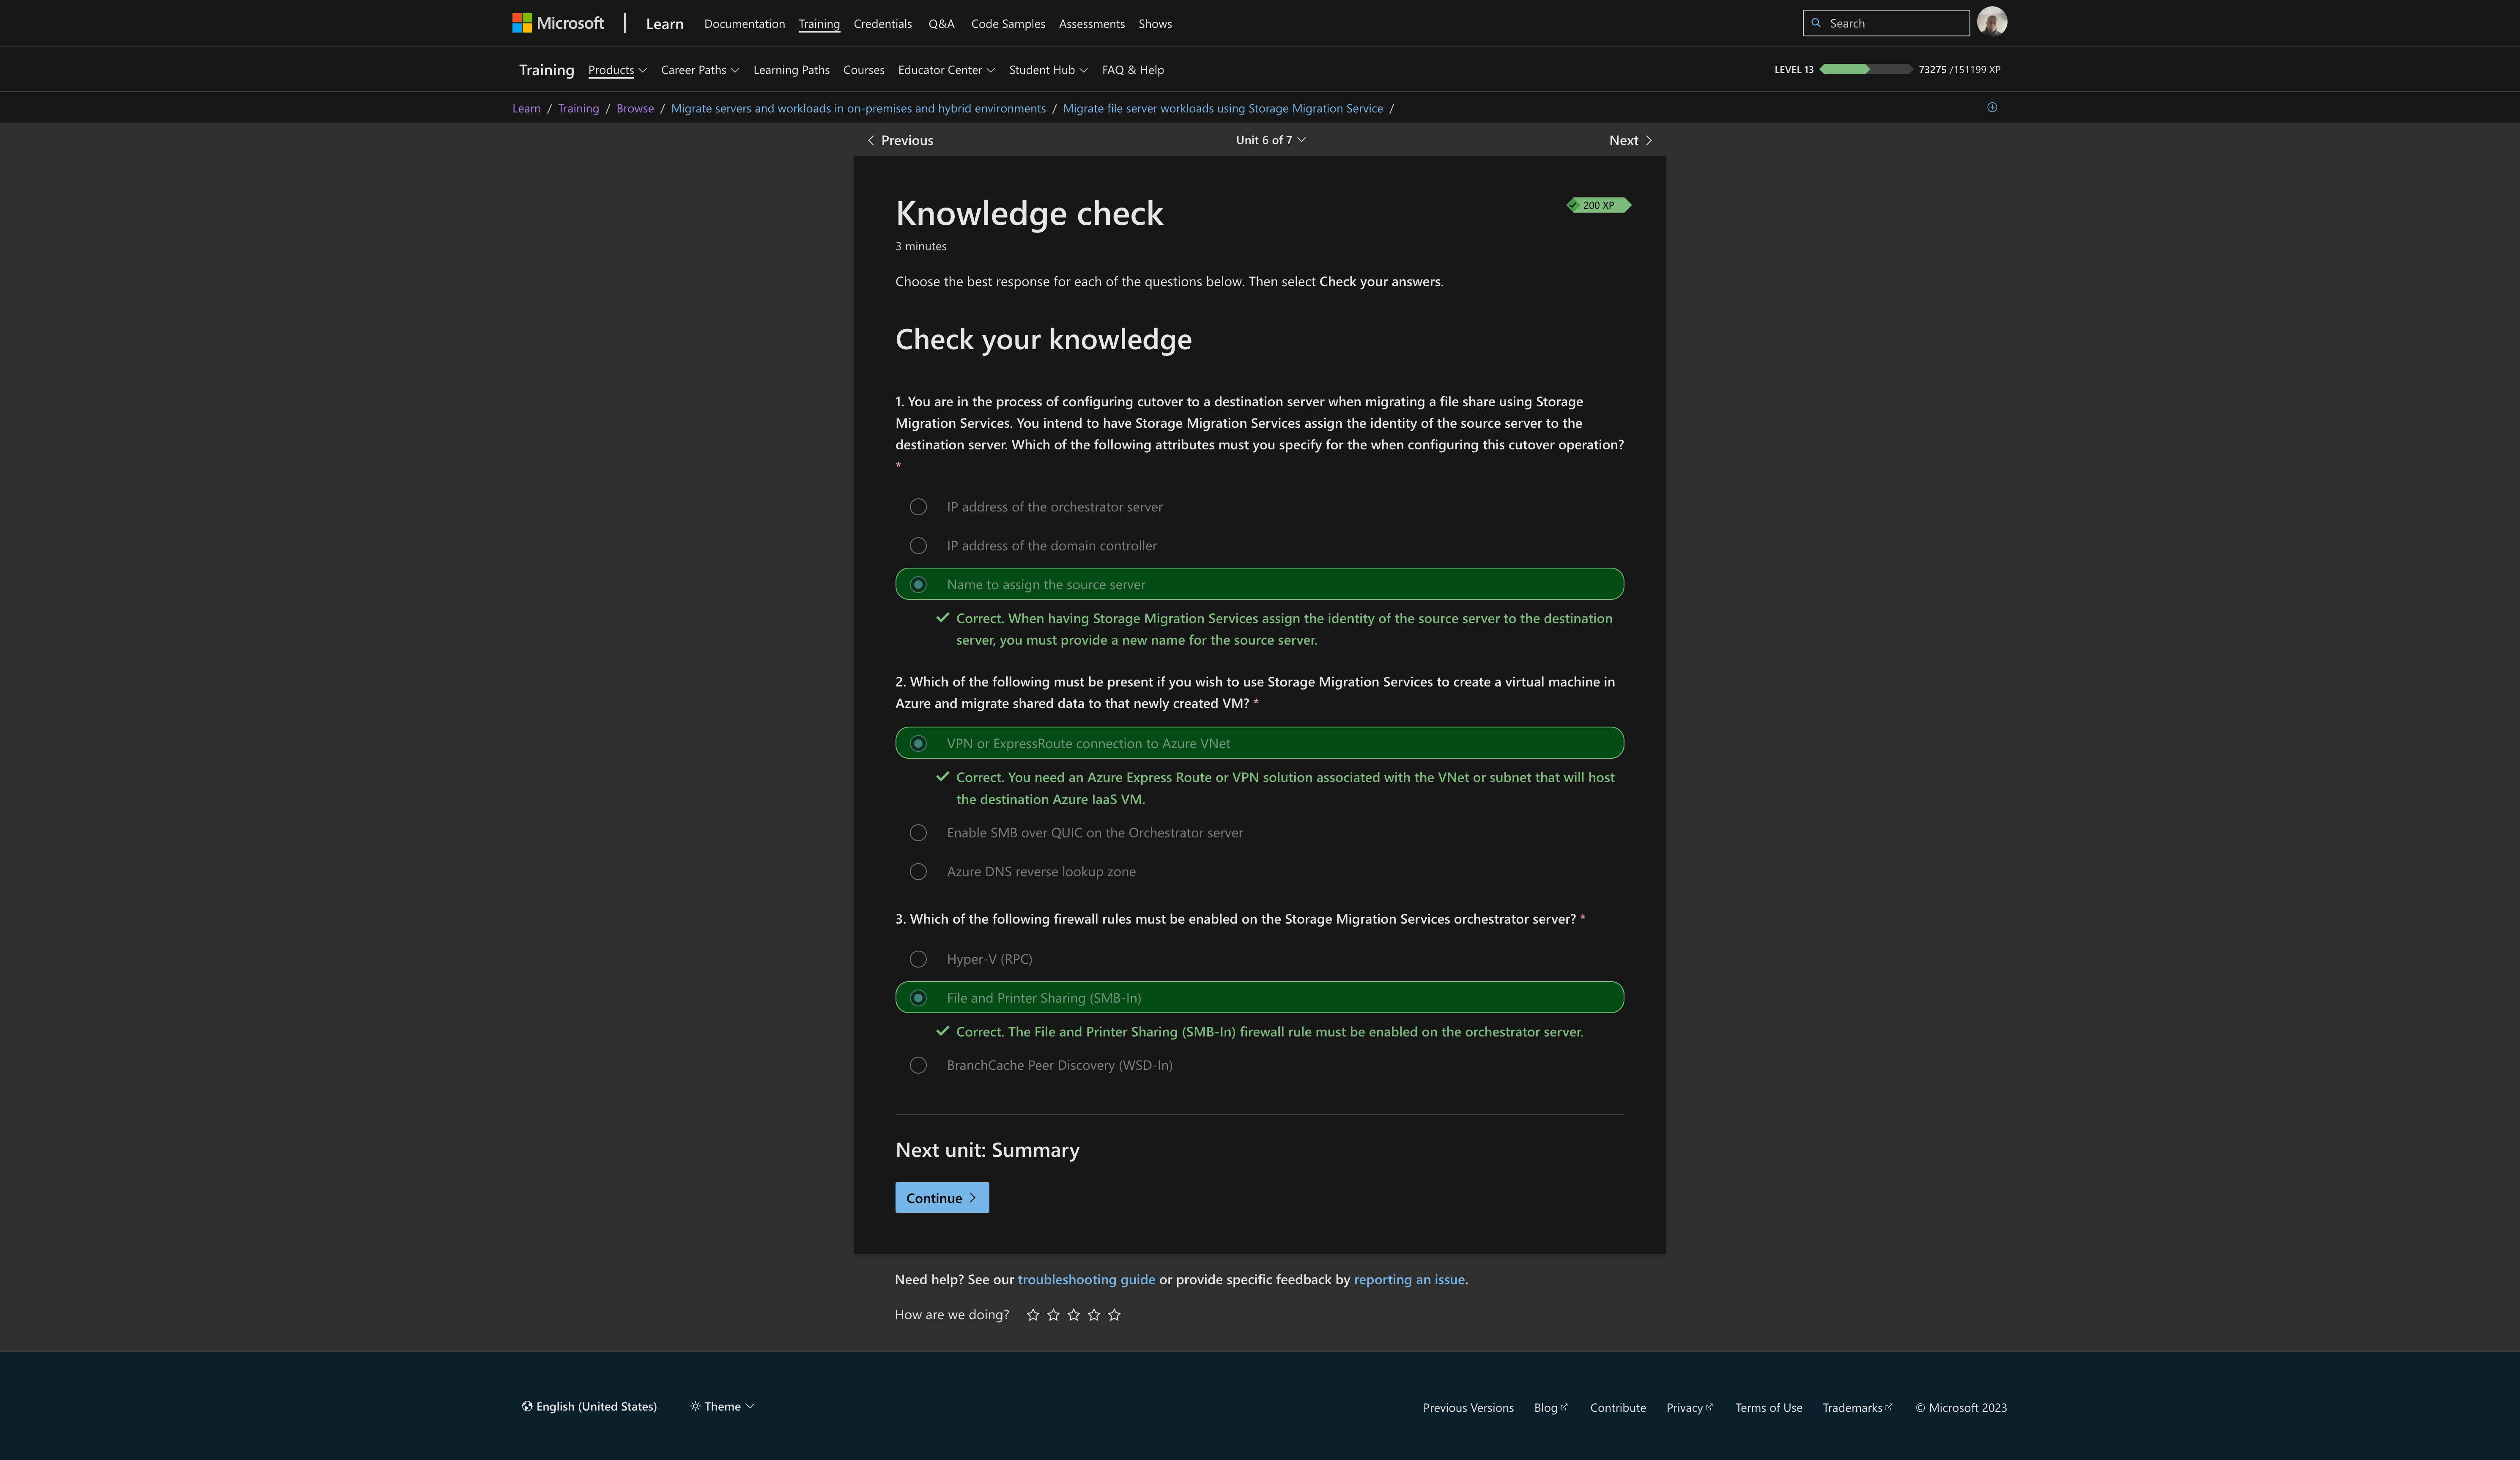 Microsoft
Learn
Documentation
Training
Credentials
Q&A
Code Samples
Assessments
Shows
Search
Training
Products
Career Paths
Learning Paths
Courses
Educator Center
Student Hub
FAQ & Help
LEVEL 13
73275 /151199 XP
Learn / Training / Browse / Migrate servers and workloads in on-premises and hybrid environments / Migrate file server workloads using Storage Migration Service /
Previous
Unit 6 of 7
Next
Knowledge check
200 XP
3 minutes
Choose the best response for each of the questions below. Then select Check your answers.
Check your knowledge
1. You are in the process of configuring cutover to a destination server when migrating a file share using Storage
Migration Services. You intend to have Storage Migration Services assign the identity of the source server to the
destination server. Which of the following attributes must you specify for the when configuring this cutover operation?
*
IP address of the orchestrator server
IP address of the domain controller
Name to assign the source server
Correct. When having Storage Migration Services assign the identity of the source server to the destination
server, you must provide a new name for the source server.
2. Which of the following must be present if you wish to use Storage Migration Services to create a virtual machine in
Azure and migrate shared data to that newly created VM? *
VPN or ExpressRoute connection to Azure VNet
Correct. You need an Azure Express Route or VPN solution associated with the VNet or subnet that will host
the destination Azure IaaS VM.
Enable SMB over QUIC on the Orchestrator server
Azure DNS reverse lookup zone
3. Which of the following firewall rules must be enabled on the Storage Migration Services orchestrator server? *
Hyper-V (RPC)
File and Printer Sharing (SMB-In)
Correct. The File and Printer Sharing (SMB-In) firewall rule must be enabled on the orchestrator server.
BranchCache Peer Discovery (WSD-In)
Next unit: Summary
Continue
Need help? See our troubleshooting guide or provide specific feedback by reporting an issue.
How are we doing?
English (United States)
Theme
Previous Versions
Blog
Contribute
Privacy
Terms of Use
Trademarks
© Microsoft 2023